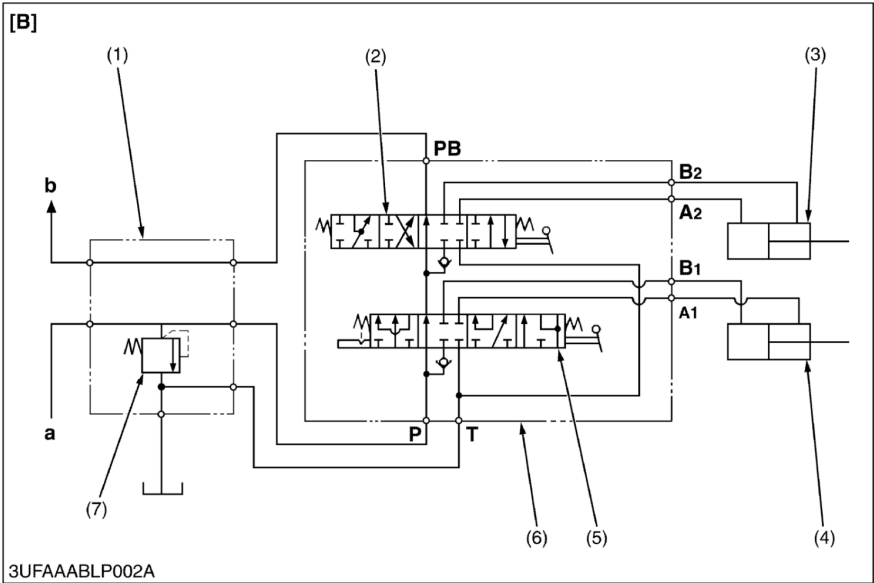 [B]
(1)
(2)
(3)
PB
B2
b
A2
B1
A1
a
P
T
(7)
(6)
(5)
(4)
3UFAAABLP002A